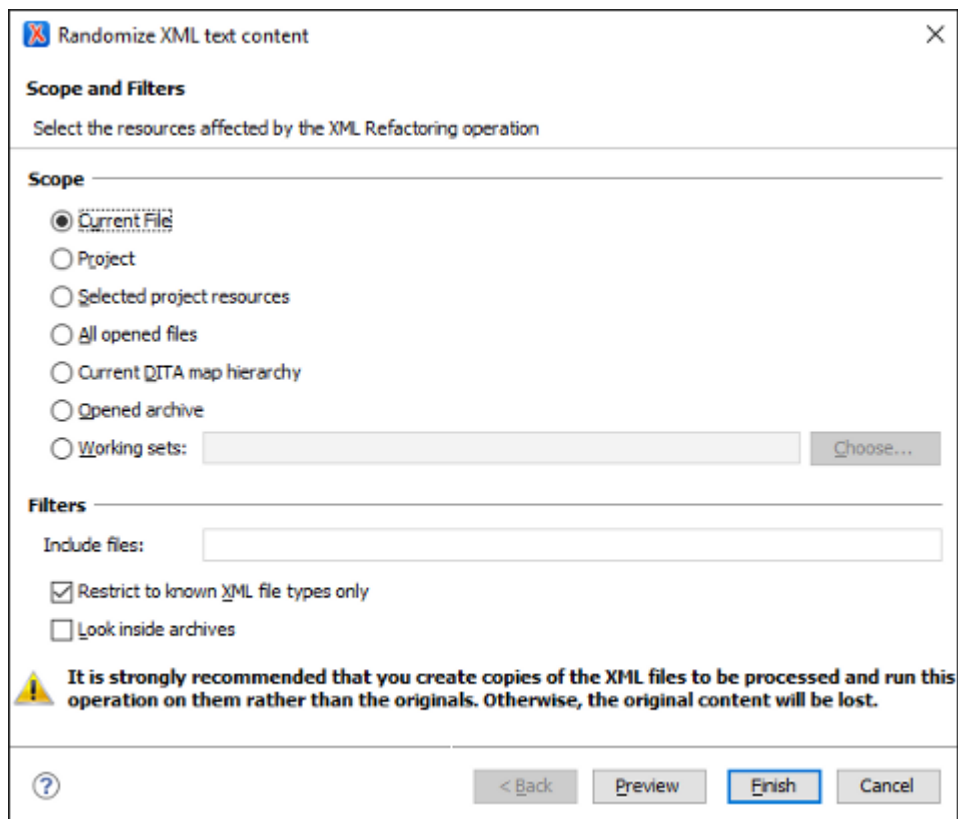 Randomize XML text content
Scope and Filters
Select the resources affected by the XML Refactoring operation
Scope
Current File
Project
Selected project resources
All opened files
Current DITA map hierarchy
Opened archive
Working sets: Choose...
Filters
Include files:
Restrict to known XML file types only
Look inside archives
It is strongly recommended that you create copies of the XML files to be processed and run this
operation on them rather than the originals. Otherwise, the original content will be lost.
? < Back Preview Finish Cancel